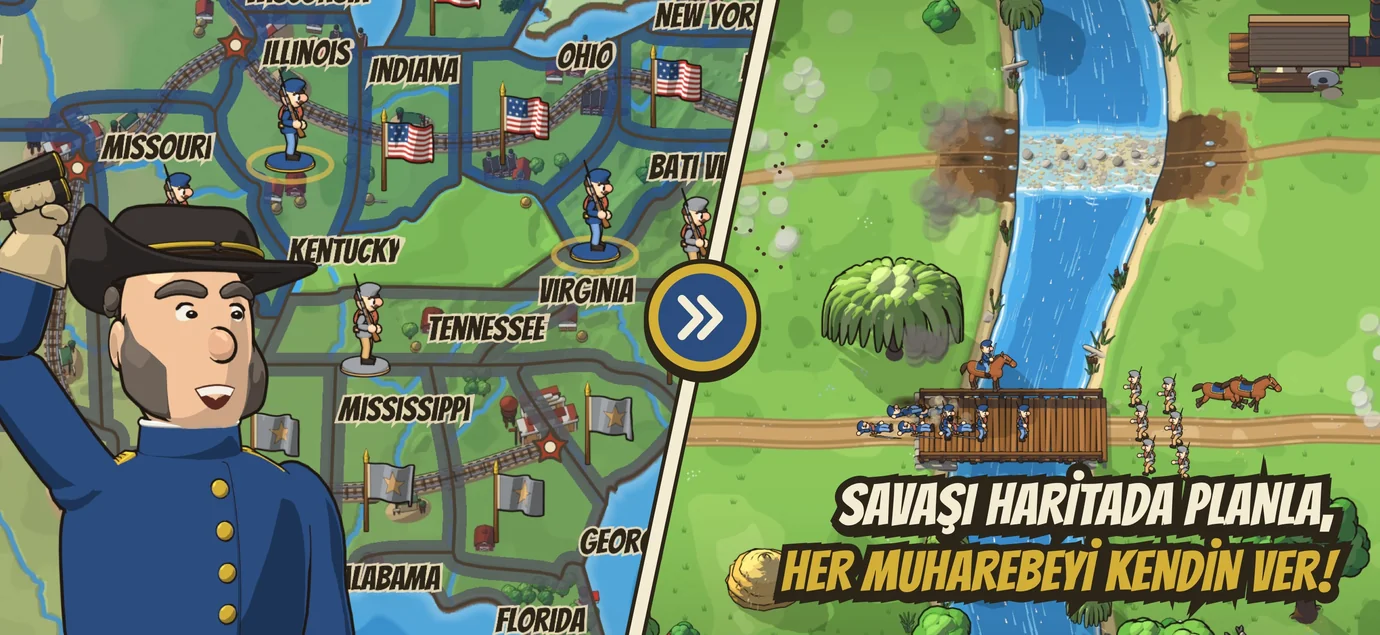 ILLINOIS
INDIANA
OHIO
NEW YOR
MISSOURI
BATI VI
KENTUCKY
VIRGINIA
TENNESSEE
MISSISSIPPI
GEOR
ALABAMA
FLORIDA
SAVAŞI HARİTADA PLANLA,
HER MUHAREBEYİ KENDİN VER!